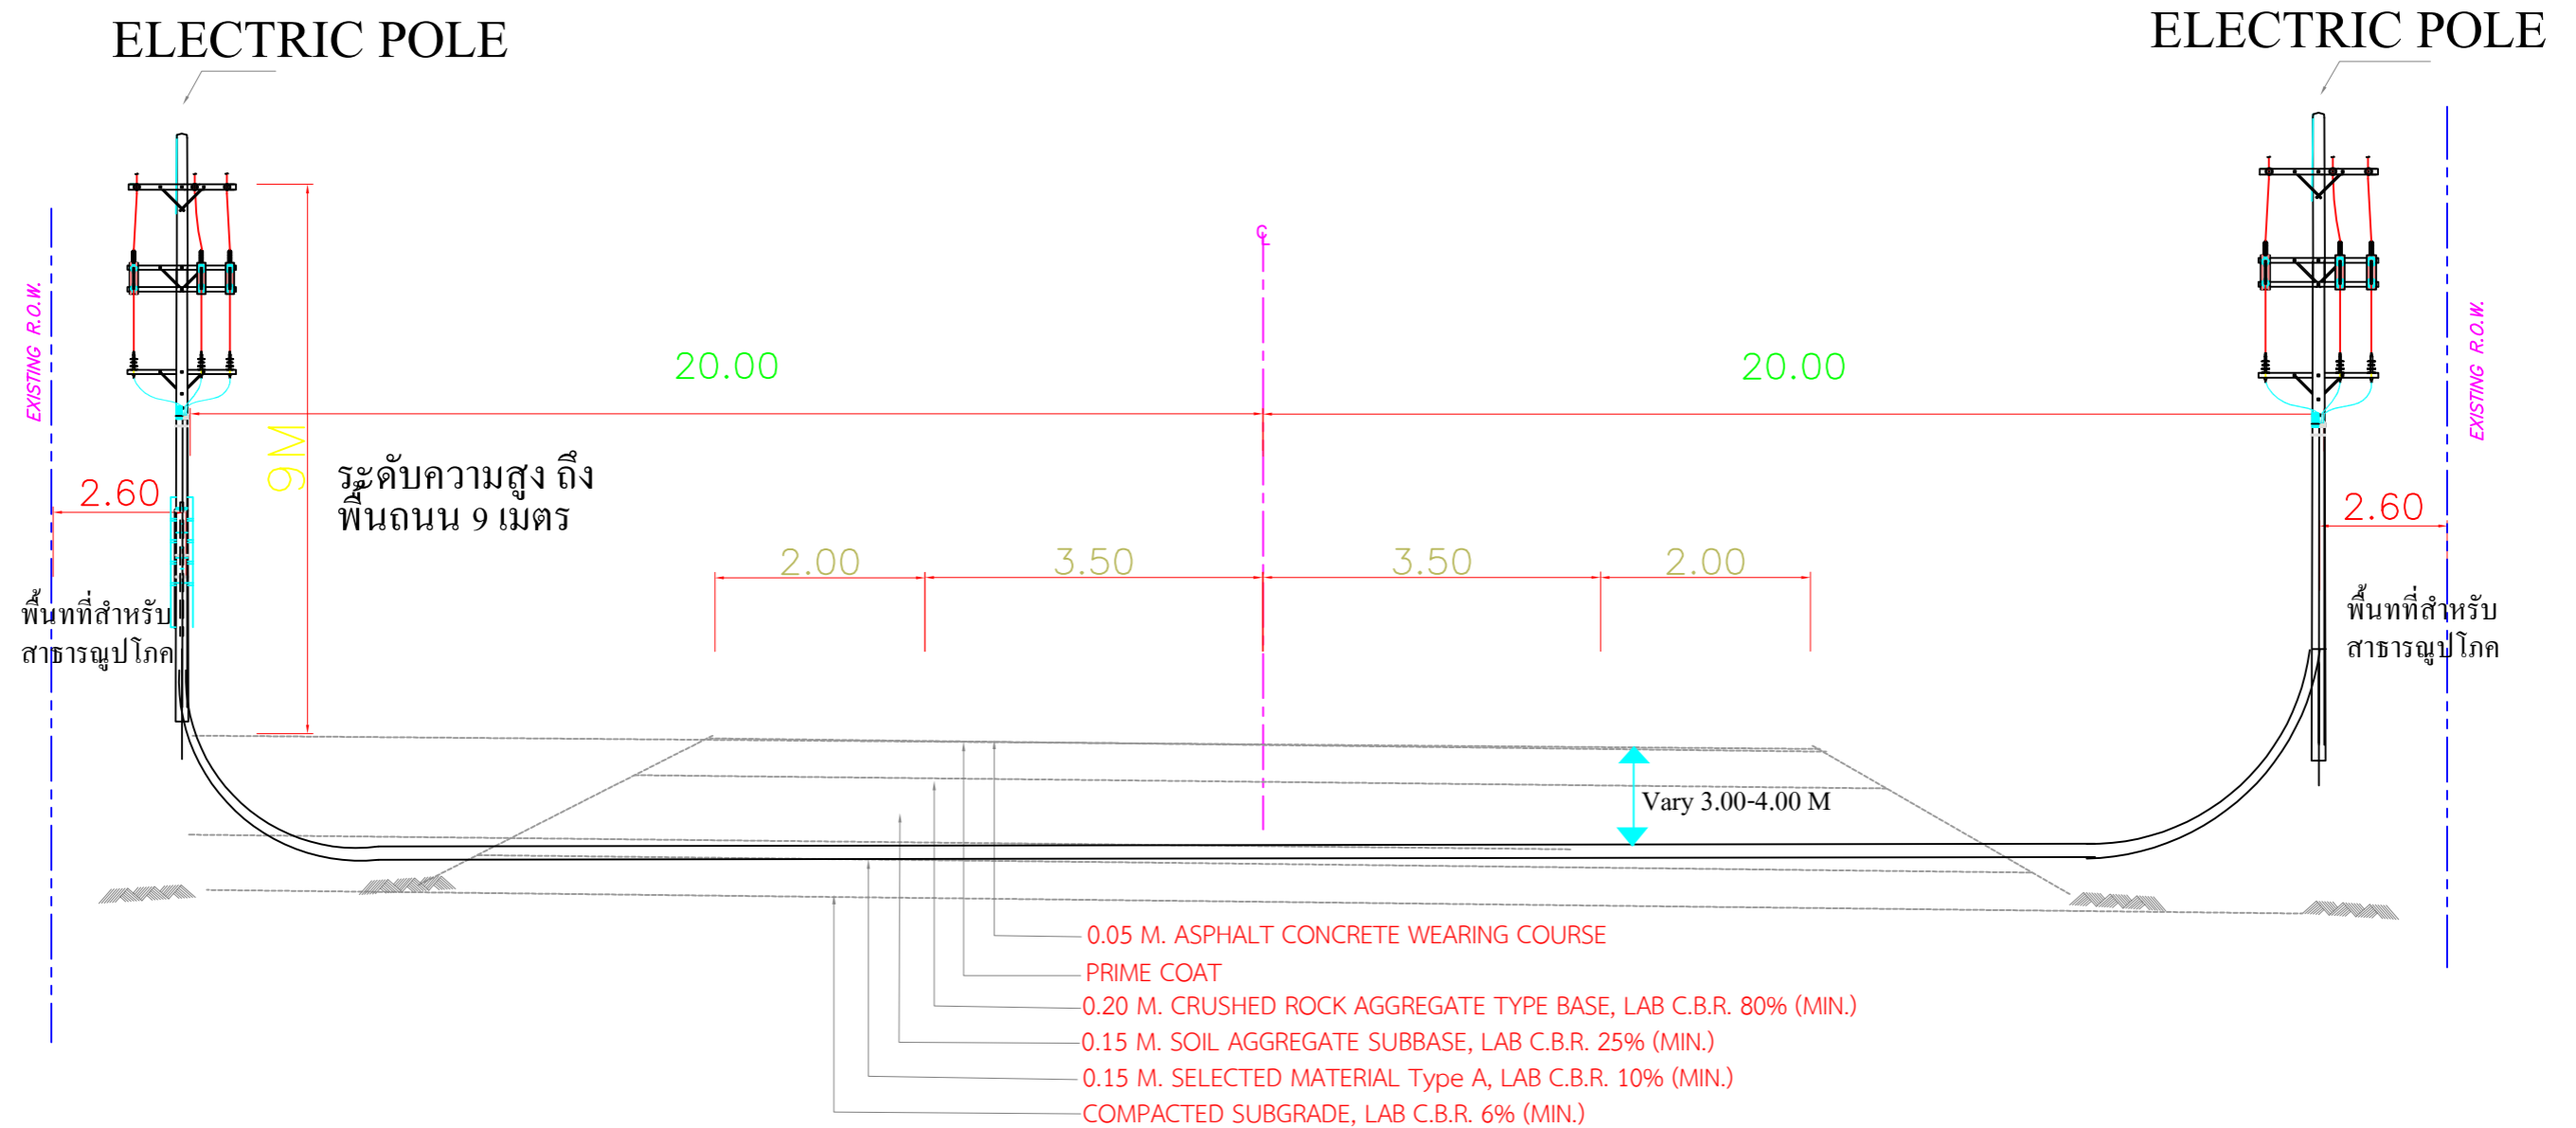 ELECTRIC POLE
ELECTRIC POLE
EXISTING R.O.W.
EXISTING R.O.W.
℄
20.00
20.00
9M
ระดับความสูง ถึง
พื้นถนน 9 เมตร
2.60
2.60
2.00
3.50
3.50
2.00
พื้นทที่สำหรับ
สาธารณูปโภค
พื้นทที่สำหรับ
สาธารณูปโภค
Vary 3.00-4.00 M
0.05 M. ASPHALT CONCRETE WEARING COURSE
PRIME COAT
0.20 M. CRUSHED ROCK AGGREGATE TYPE BASE, LAB C.B.R. 80% (MIN.)
0.15 M. SOIL AGGREGATE SUBBASE, LAB C.B.R. 25% (MIN.)
0.15 M. SELECTED MATERIAL Type A, LAB C.B.R. 10% (MIN.)
COMPACTED SUBGRADE, LAB C.B.R. 6% (MIN.)